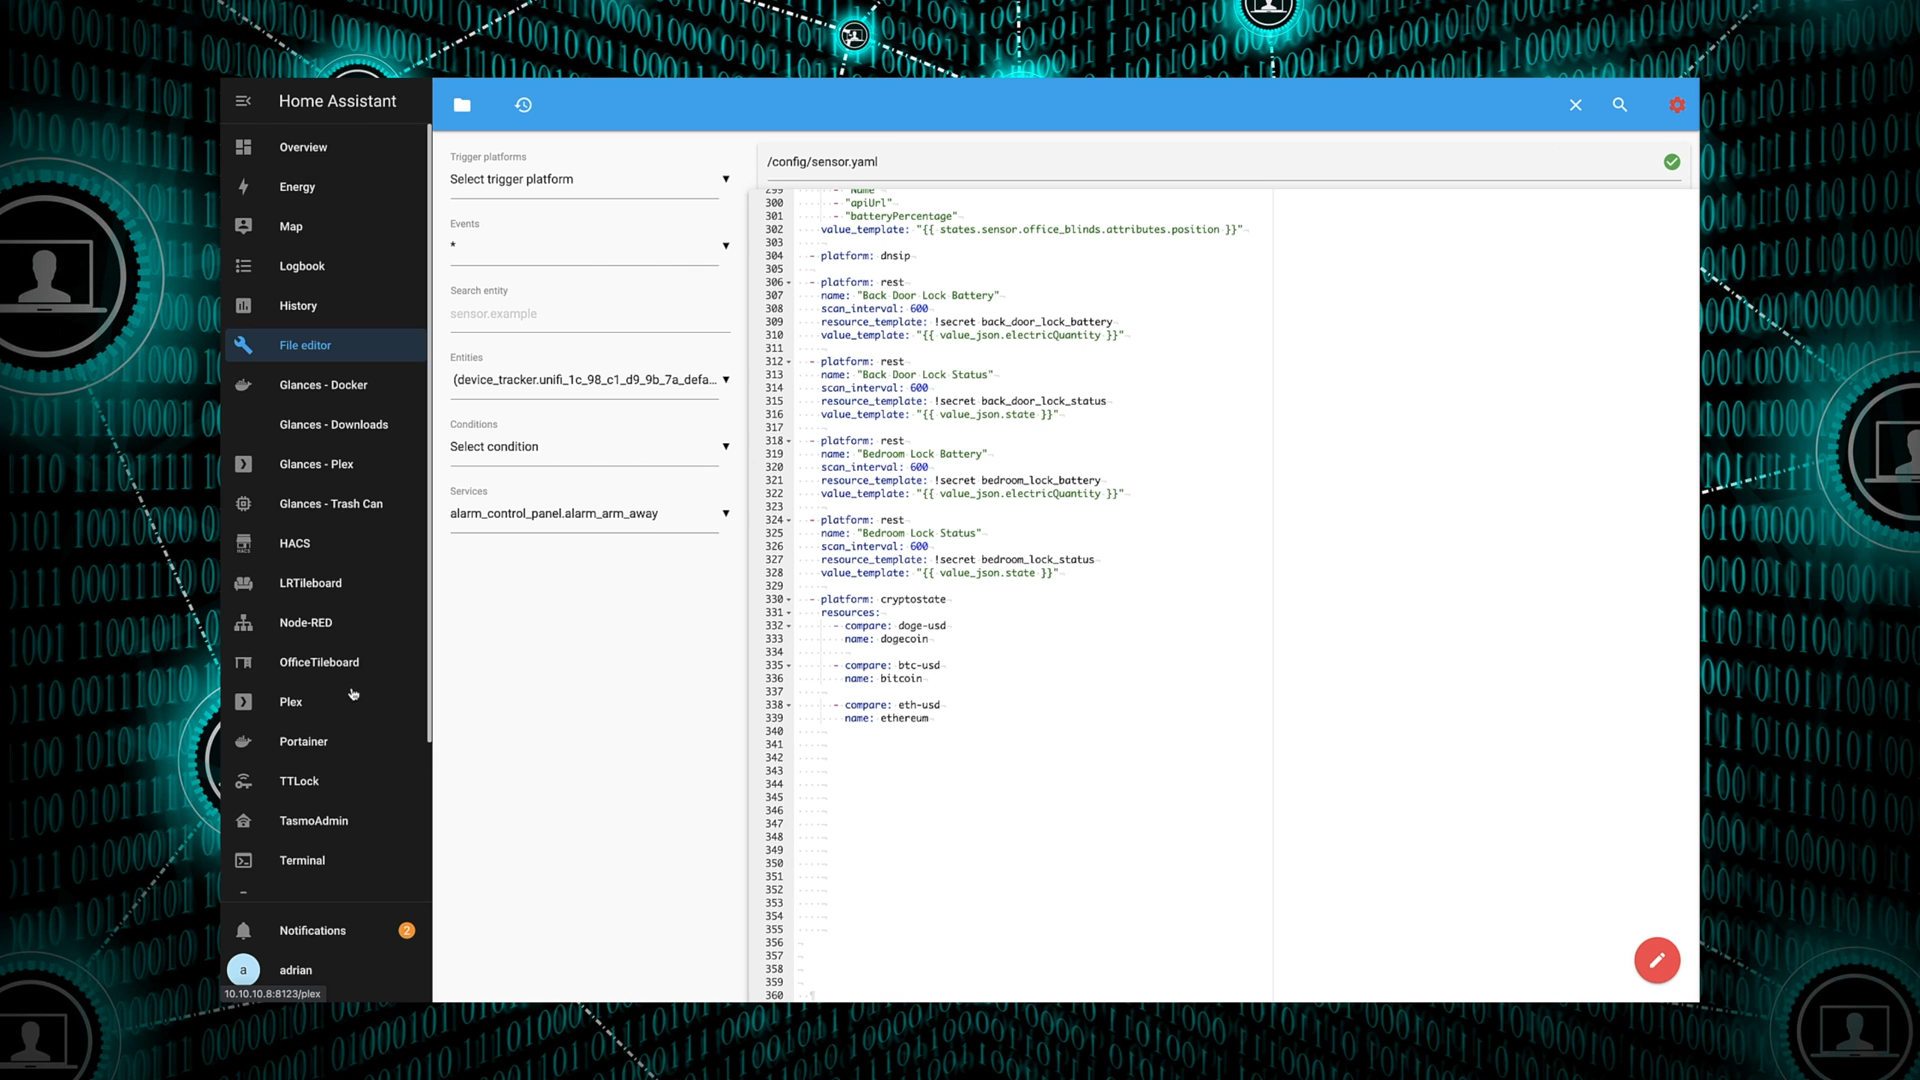 Home Assistant
Overview
Energy
Map
Logbook
History
File editor
Glances - Docker
Glances - Downloads
Glances - Plex
Glances - Trash Can
HACS
LRTileboard
Node-RED
OfficeTileboard
Plex
Portainer
TTLock
TasmoAdmin
Terminal
Notifications
2
a
adrian
10.10.10.8:8123/plex
Trigger platforms
Select trigger platform
Events
*
Search entity
sensor.example
Entities
(device_tracker.unifi_1c_98_c1_d9_9b_7a_defa...
Conditions
Select condition
Services
alarm_control_panel.alarm_arm_away
/config/sensor.yaml
299 - "Name"
300 - "apiUrl"
301 - "batteryPercentage"
302 value_template: "{{ states.sensor.office_blinds.attributes.position }}"
303
304 - platform: dnsip
305
306 - platform: rest
307 name: "Back Door Lock Battery"
308 scan_interval: 600
309 resource_template: !secret back_door_lock_battery
310 value_template: "{{ value_json.electricQuantity }}"
311
312 - platform: rest
313 name: "Back Door Lock Status"
314 scan_interval: 600
315 resource_template: !secret back_door_lock_status
316 value_template: "{{ value_json.state }}"
317
318 - platform: rest
319 name: "Bedroom Lock Battery"
320 scan_interval: 600
321 resource_template: !secret bedroom_lock_battery
322 value_template: "{{ value_json.electricQuantity }}"
323
324 - platform: rest
325 name: "Bedroom Lock Status"
326 scan_interval: 600
327 resource_template: !secret bedroom_lock_status
328 value_template: "{{ value_json.state }}"
329
330 - platform: cryptostate
331 resources:
332 - compare: doge-usd
333 name: dogecoin
334
335 - compare: btc-usd
336 name: bitcoin
337
338 - compare: eth-usd
339 name: ethereum
340
341
342
343
344
345
346
347
348
349
350
351
352
353
354
355
356
357
358
359
360